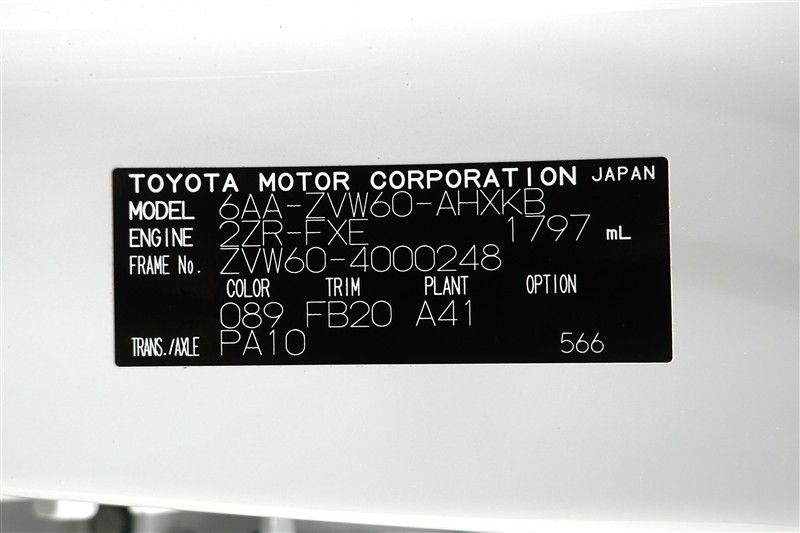 TOYOTA MOTOR CORPORATION JAPAN
MODEL 6AA-ZVW60-AHXKB
ENGINE 2ZR-FXE 1797 mL
FRAME No. ZVW60-4000248
COLOR TRIM PLANT OPTION
089 FB20 A41
TRANS./AXLE PA10 566